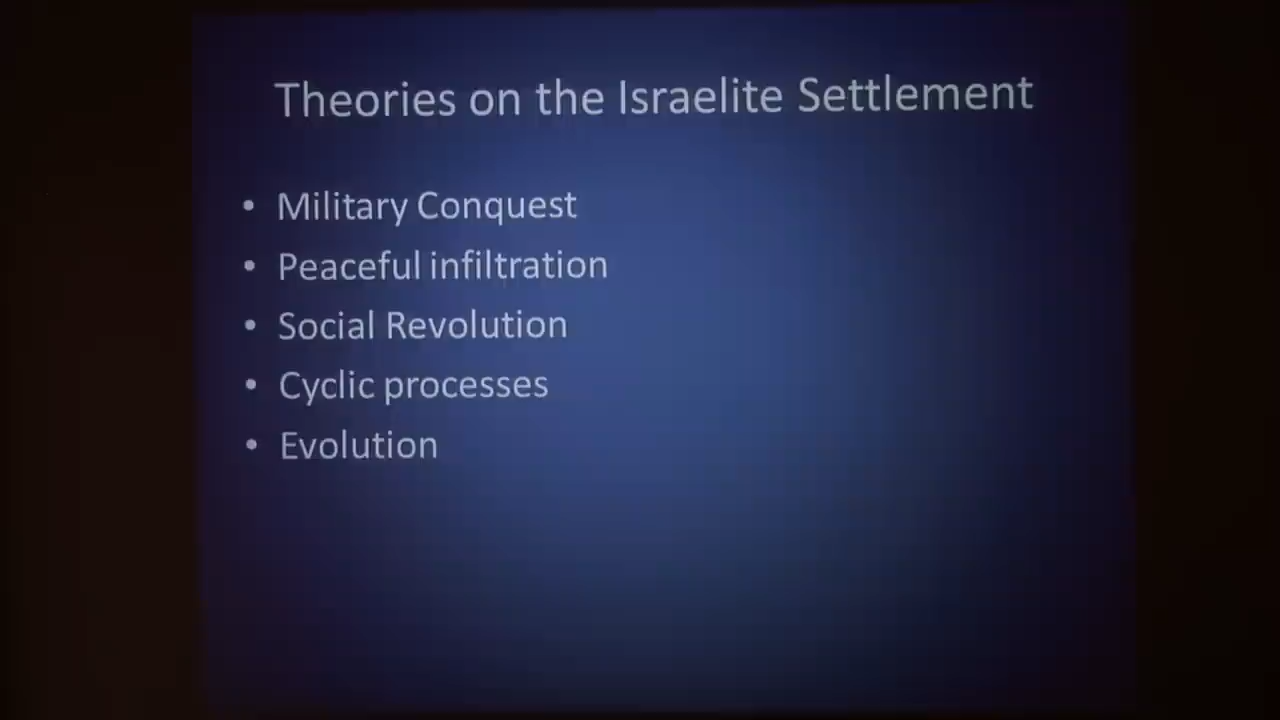 Theories on the Israelite Settlement
• Military Conquest
• Peaceful infiltration
• Social Revolution
• Cyclic processes
• Evolution